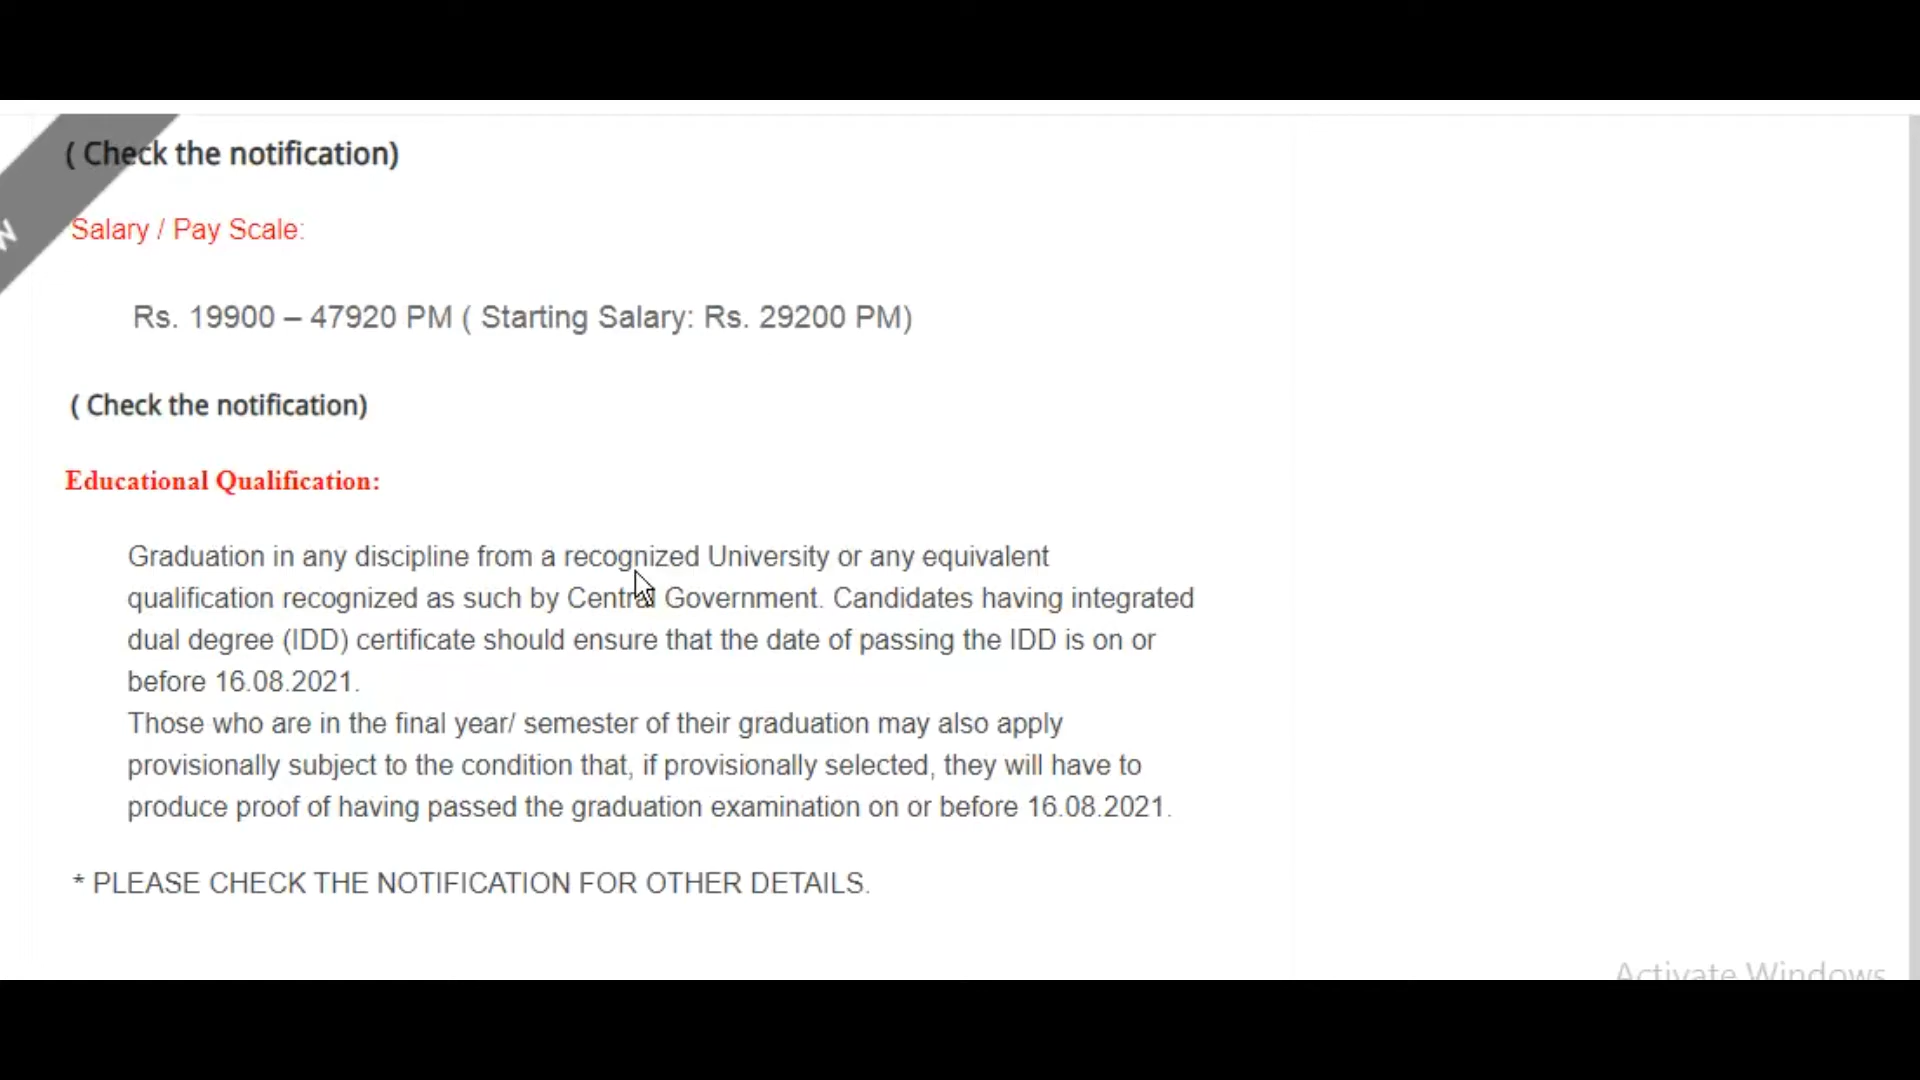 ( Check the notification)
Salary / Pay Scale:
Rs. 19900 – 47920 PM ( Starting Salary: Rs. 29200 PM)
( Check the notification)
Educational Qualification:
Graduation in any discipline from a recognized University or any equivalent
qualification recognized as such by Central Government. Candidates having integrated
dual degree (IDD) certificate should ensure that the date of passing the IDD is on or
before 16.08.2021.
Those who are in the final year/ semester of their graduation may also apply
provisionally subject to the condition that, if provisionally selected, they will have to
produce proof of having passed the graduation examination on or before 16.08.2021.
* PLEASE CHECK THE NOTIFICATION FOR OTHER DETAILS.
Activate Windows